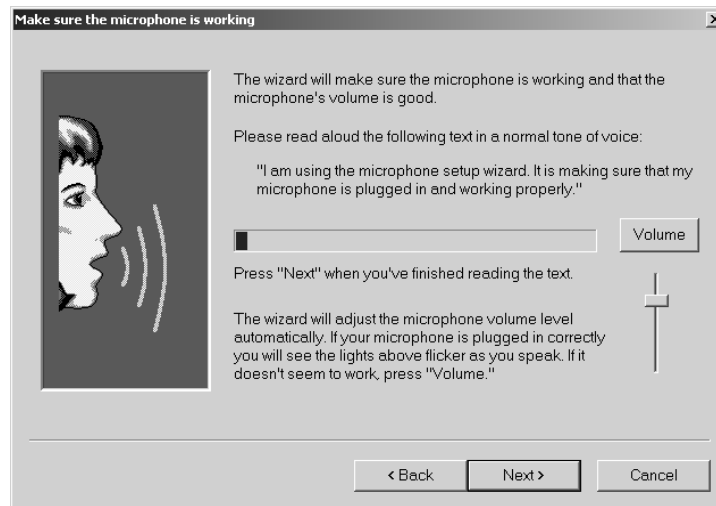 Make sure the microphone is working
The wizard will make sure the microphone is working and that the
microphone's volume is good.
Please read aloud the following text in a normal tone of voice:
"I am using the microphone setup wizard. It is making sure that my
microphone is plugged in and working properly."
Volume
Press "Next" when you've finished reading the text.
The wizard will adjust the microphone volume level
automatically. If your microphone is plugged in correctly
you will see the lights above flicker as you speak. If it
doesn't seem to work, press "Volume."
< Back Next > Cancel